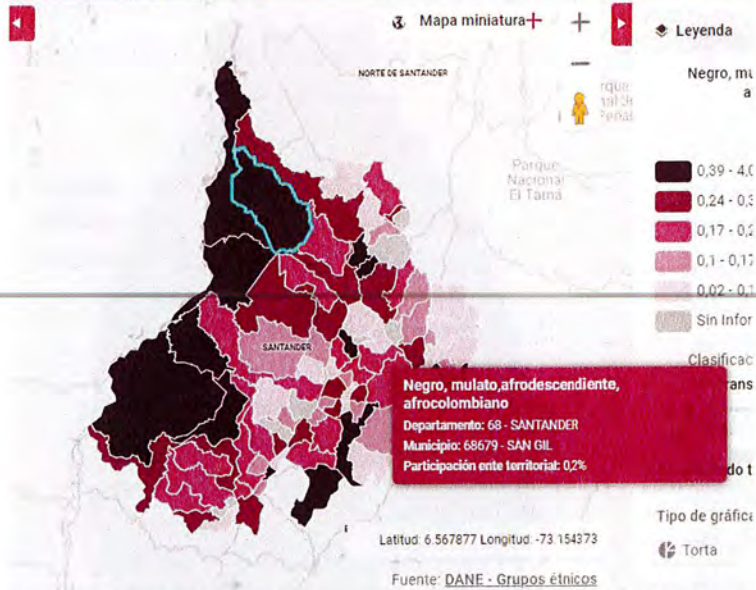 Mapa miniatura
Leyenda
NORTE DE SANTANDER
Negro, mu
a
Parque
Nacional
El Tamá
0,39 - 4,0
0,24 - 0,3
0,17 - 0,2
0,1 - 0,17
0,02 - 0,1
Sin Infor
SANTANDER
Clasificac
rans
Negro, mulato,afrodescendiente,
afrocolombiano
Departamento: 68 - SANTANDER
Municipio: 68679 - SAN GIL
Participación ente territorial: 0,2%
do t
Tipo de gráfica
Latitud: 6.567877 Longitud: -73.154373
Torta
Fuente: DANE - Grupos étnicos